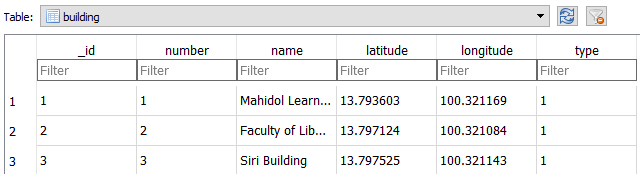 Table: building
_id number name latitude longitude type
Filter Filter Filter Filter Filter Filter
1 1 1 Mahidol Learn... 13.793603 100.321169 1
2 2 2 Faculty of Lib... 13.797124 100.321084 1
3 3 3 Siri Building 13.797525 100.321143 1